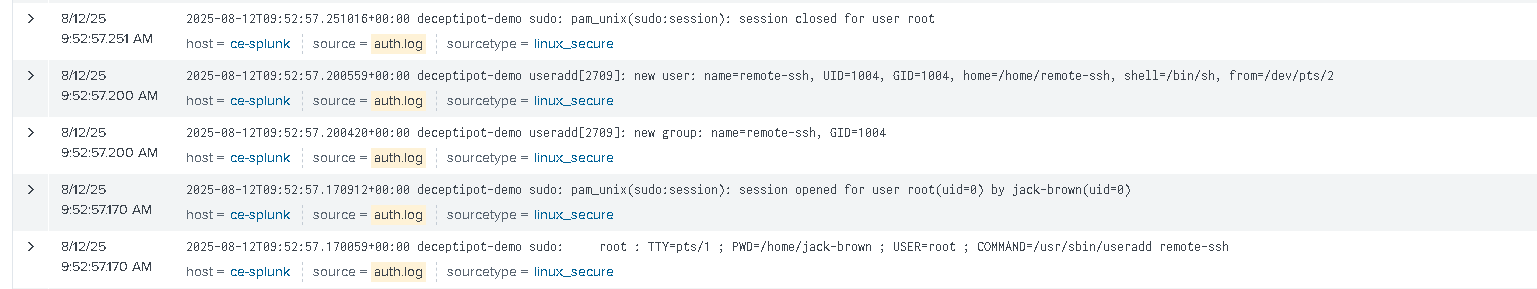 8/12/25
9:52:57.251 AM
2025-08-12T09:52:57.251016+00:00 deceptipot-demo sudo: pam_unix(sudo:session): session closed for user root
host = ce-splunk source = auth.log sourcetype = linux_secure
8/12/25
9:52:57.200 AM
2025-08-12T09:52:57.200559+00:00 deceptipot-demo useradd[2709]: new user: name=remote-ssh, UID=1004, GID=1004, home=/home/remote-ssh, shell=/bin/sh, from=/dev/pts/2
host = ce-splunk source = auth.log sourcetype = linux_secure
8/12/25
9:52:57.200 AM
2025-08-12T09:52:57.200420+00:00 deceptipot-demo useradd[2709]: new group: name=remote-ssh, GID=1004
host = ce-splunk source = auth.log sourcetype = linux_secure
8/12/25
9:52:57.170 AM
2025-08-12T09:52:57.170912+00:00 deceptipot-demo sudo: pam_unix(sudo:session): session opened for user root(uid=0) by jack-brown(uid=0)
host = ce-splunk source = auth.log sourcetype = linux_secure
8/12/25
9:52:57.170 AM
2025-08-12T09:52:57.170059+00:00 deceptipot-demo sudo:     root : TTY=pts/1 ; PWD=/home/jack-brown ; USER=root ; COMMAND=/usr/sbin/useradd remote-ssh
host = ce-splunk source = auth.log sourcetype = linux_secure